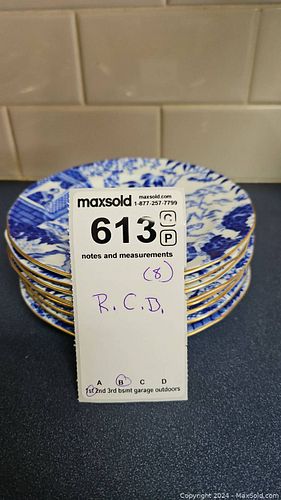 maxsold maxsold.com
1-877-257-7799
613 C
P
notes and measurements
(8)
R.C.D.
A B C D
1st 2nd 3rd bsmt garage outdoors
Copyright © 2024 - MaxSold.com